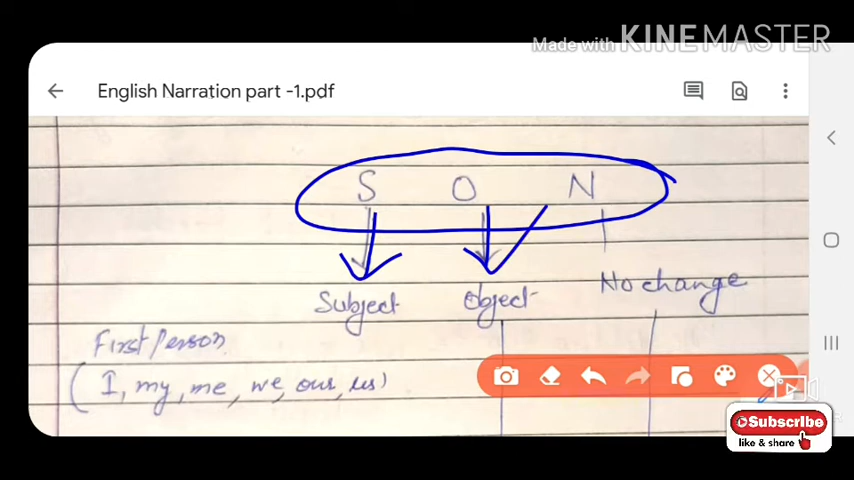 Made with KINEMASTER
English Narration part -1.pdf
S O N
Subject Object No change
First Person
(I, my, me, we, our, us)
Subscribe
like & share